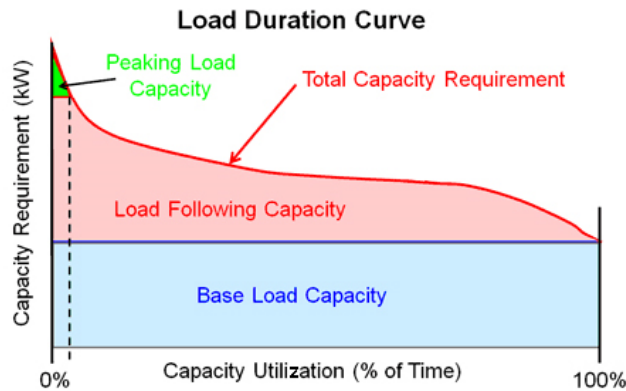 Load Duration Curve
Peaking Load
Capacity
Total Capacity Requirement
Capacity Requirement (kW)
Load Following Capacity
Base Load Capacity
0%
Capacity Utilization (% of Time)
100%